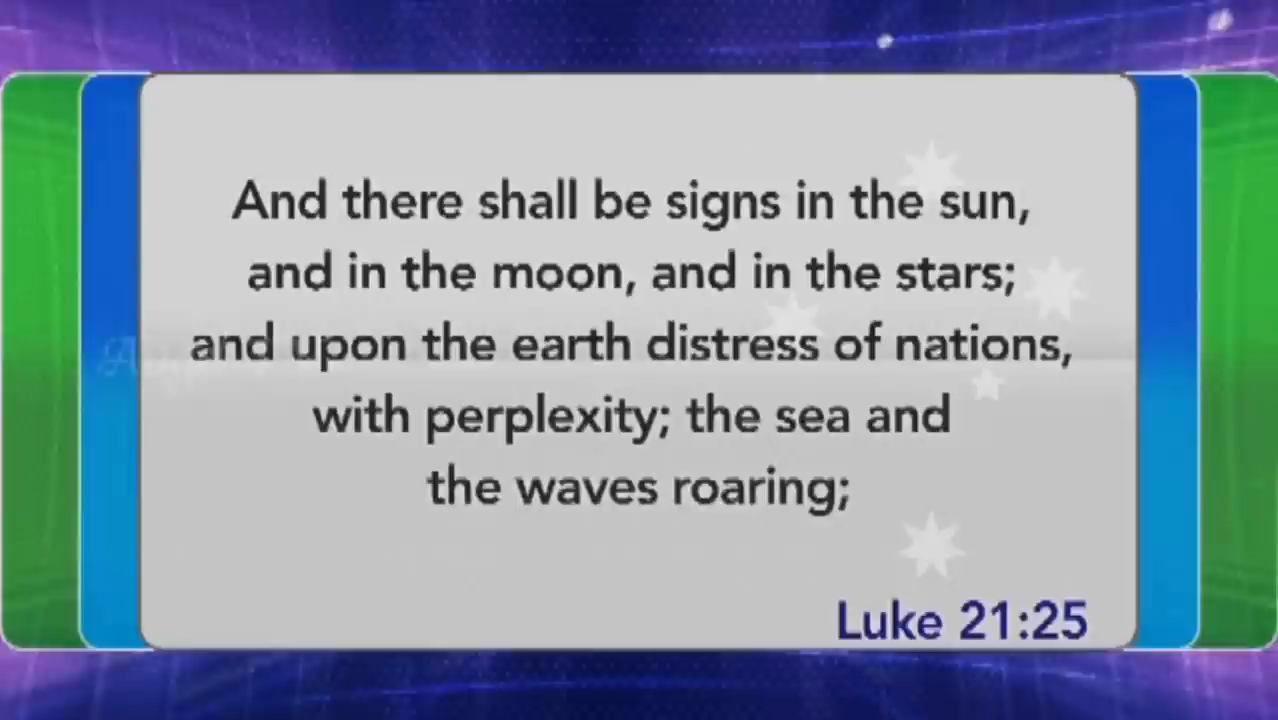 And there shall be signs in the sun,
and in the moon, and in the stars;
and upon the earth distress of nations,
with perplexity; the sea and
the waves roaring;
Luke 21:25